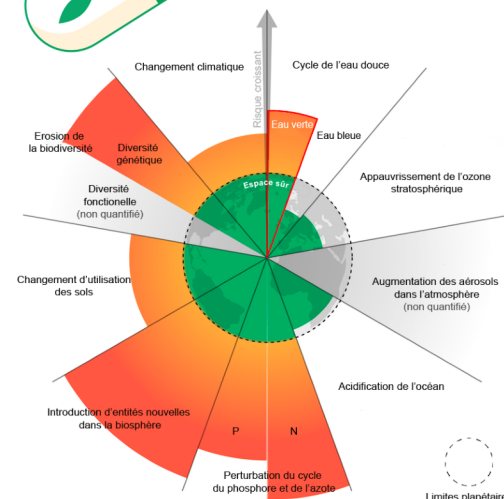 Changement climatique
Risque croissant
Cycle de l'eau douce
Eau verte
Eau bleue
Erosion de
la biodiversité
Diversité
génétique
Espace sûr
Appauvrissement de l'ozone
stratosphérique
Diversité
fonctionelle
(non quantifié)
Changement d'utilisation
des sols
Augmentation des aérosols
dans l'atmosphère
(non quantifié)
Acidification de l'océan
Introduction d'entités nouvelles
dans la biosphère
P
N
Perturbation du cycle
du phosphore et de l'azote
Limites planétaire